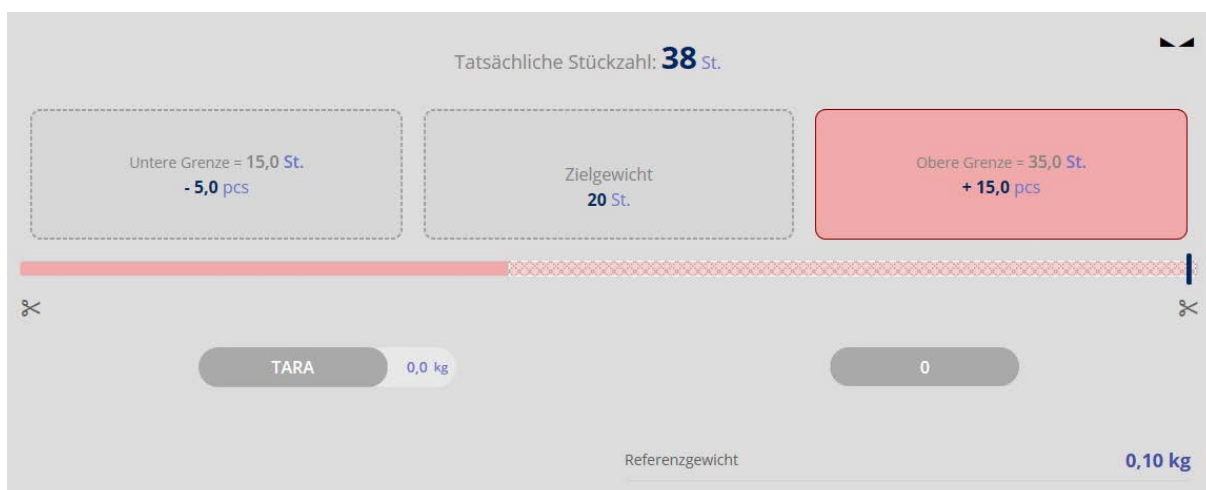 Tatsächliche Stückzahl: 38 St.
Untere Grenze = 15,0 St.
- 5,0 pcs
Zielgewicht
20 St.
Obere Grenze = 35,0 St.
+ 15,0 pcs
TARA
0,0 kg
0
Referenzgewicht
0,10 kg